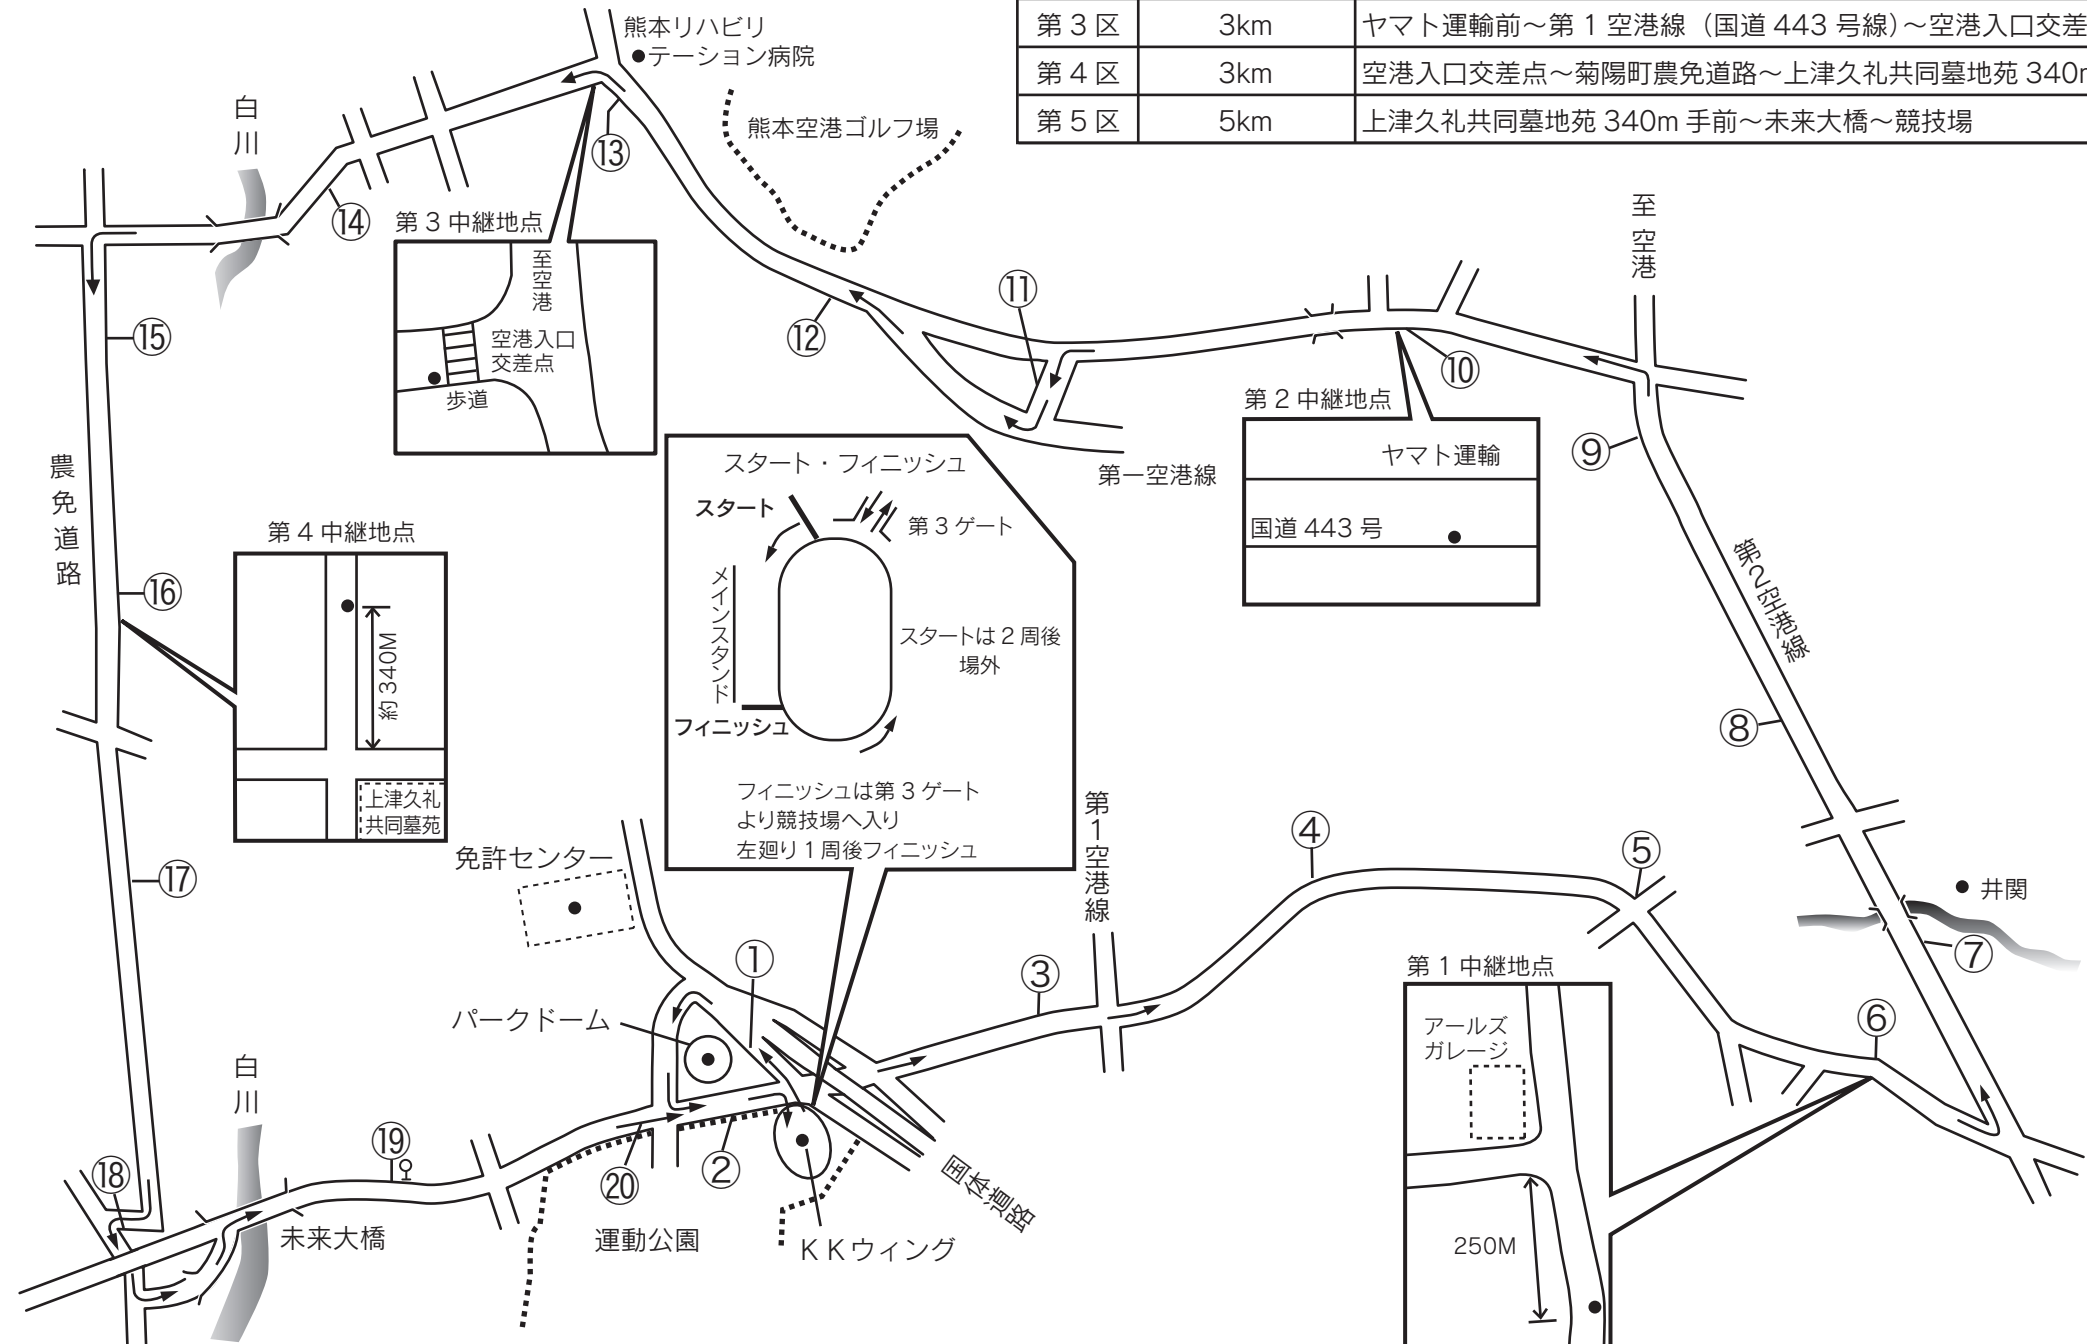 第3区 3km ヤマト運輸前～第1空港線(国道443号線)～空港入口交差
第4区 3km 空港入口交差点～菊陽町農免道路～上津久礼共同墓地苑 340m
第5区 5km 上津久礼共同墓地苑 340m 手前～未来大橋～競技場
熊本リハビリ
テーション病院
白川
熊本空港ゴルフ場
⑬
⑭
第3中継地点
至空港
空港入口
交差点
歩道
至空港
⑪
⑫
⑩
⑮
第2中継地点
ヤマト運輸
国道443号
⑨
第一空港線
農免道路
⑯
第4中継地点
約340M
上津久礼
共同墓苑
スタート・フィニッシュ
スタート
第3ゲート
メインスタンド
スタートは2周後
場外
フィニッシュ
フィニッシュは第3ゲート
より競技場へ入り
左廻り1周後フィニッシュ
第2空港線
⑧
第1空港線
④
⑤
井関
⑦
⑰
免許センター
①
③
パークドーム
第1中継地点
アールズ
ガレージ
250M
⑥
白川
⑱
⑲
⑳
②
未来大橋
運動公園
KKウィング
国体道路